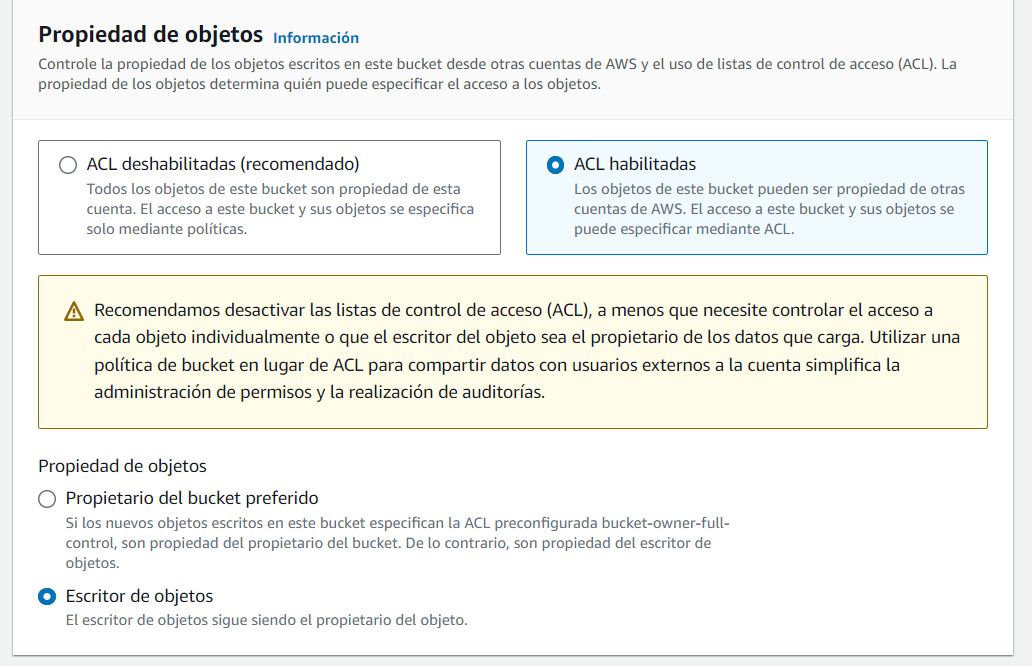 Propiedad de objetos Información
Controle la propiedad de los objetos escritos en este bucket desde otras cuentas de AWS y el uso de listas de control de acceso (ACL). La
propiedad de los objetos determina quién puede especificar el acceso a los objetos.
ACL deshabilitadas (recomendado)
Todos los objetos de este bucket son propiedad de esta
cuenta. El acceso a este bucket y sus objetos se especifica
solo mediante políticas.
ACL habilitadas
Los objetos de este bucket pueden ser propiedad de otras
cuentas de AWS. El acceso a este bucket y sus objetos se
puede especificar mediante ACL.
Recomendamos desactivar las listas de control de acceso (ACL), a menos que necesite controlar el acceso a
cada objeto individualmente o que el escritor del objeto sea el propietario de los datos que carga. Utilizar una
política de bucket en lugar de ACL para compartir datos con usuarios externos a la cuenta simplifica la
administración de permisos y la realización de auditorías.
Propiedad de objetos
Propietario del bucket preferido
Si los nuevos objetos escritos en este bucket especifican la ACL preconfigurada bucket-owner-full-
control, son propiedad del propietario del bucket. De lo contrario, son propiedad del escritor de
objetos.
Escritor de objetos
El escritor de objetos sigue siendo el propietario del objeto.